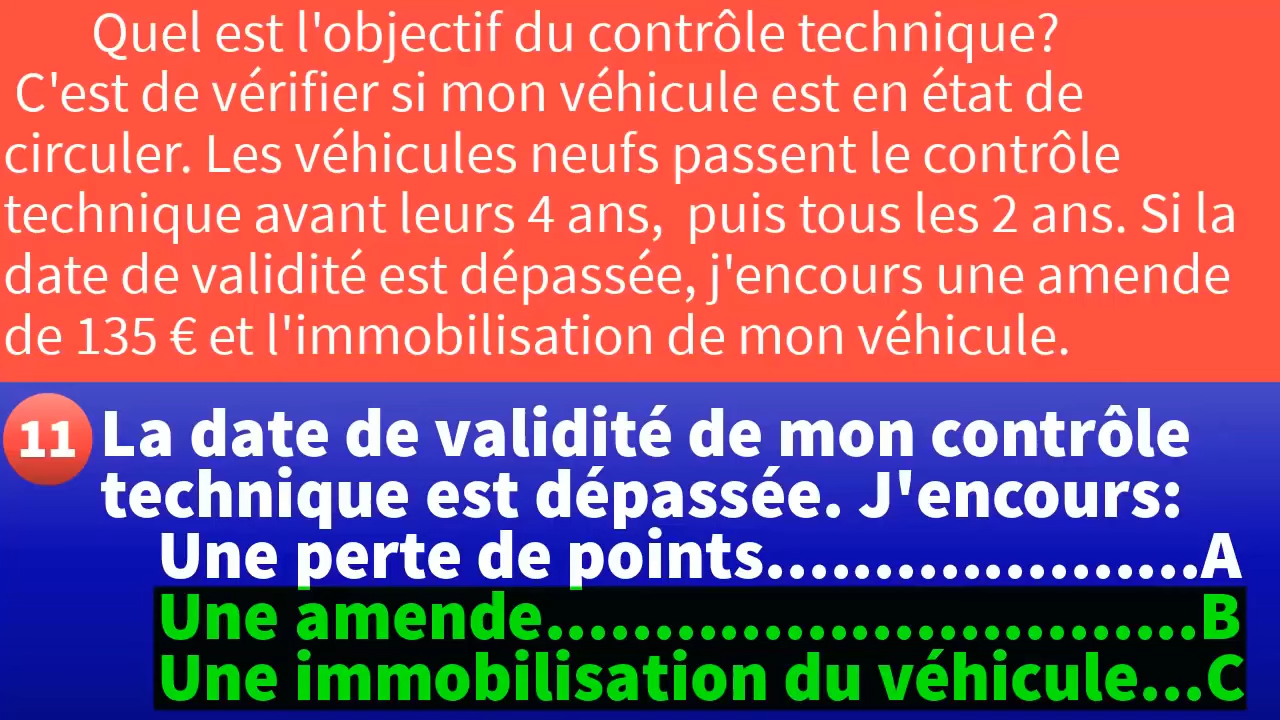 Quel est l'objectif du contrôle technique?
C'est de vérifier si mon véhicule est en état de
circuler. Les véhicules neufs passent le contrôle
technique avant leurs 4 ans,  puis tous les 2 ans. Si la
date de validité est dépassée, j'encours une amende
de 135 € et l'immobilisation de mon véhicule.
11 La date de validité de mon contrôle
technique est dépassée. J'encours:
Une perte de points....................A
Une amende..............................B
Une immobilisation du véhicule...C